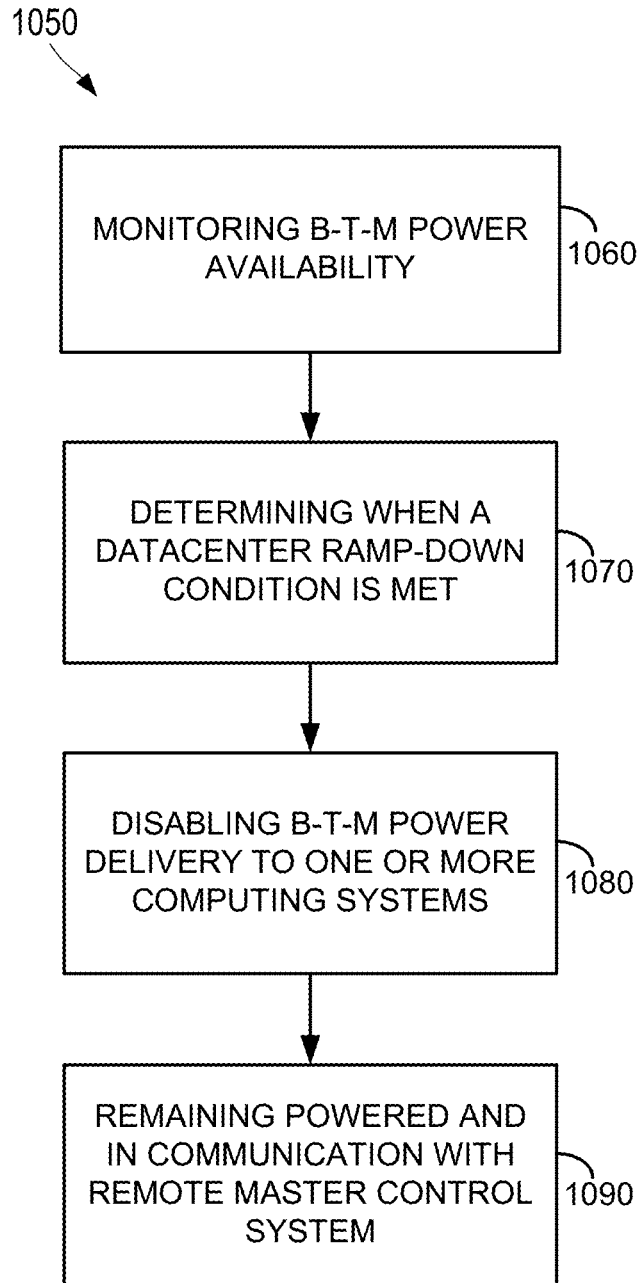 1050
MONITORING B-T-M POWER
AVAILABILITY
1060
DETERMINING WHEN A
DATACENTER RAMP-DOWN
CONDITION IS MET
1070
DISABLING B-T-M POWER
DELIVERY TO ONE OR MORE
COMPUTING SYSTEMS
1080
REMAINING POWERED AND
IN COMMUNICATION WITH
REMOTE MASTER CONTROL
SYSTEM
1090